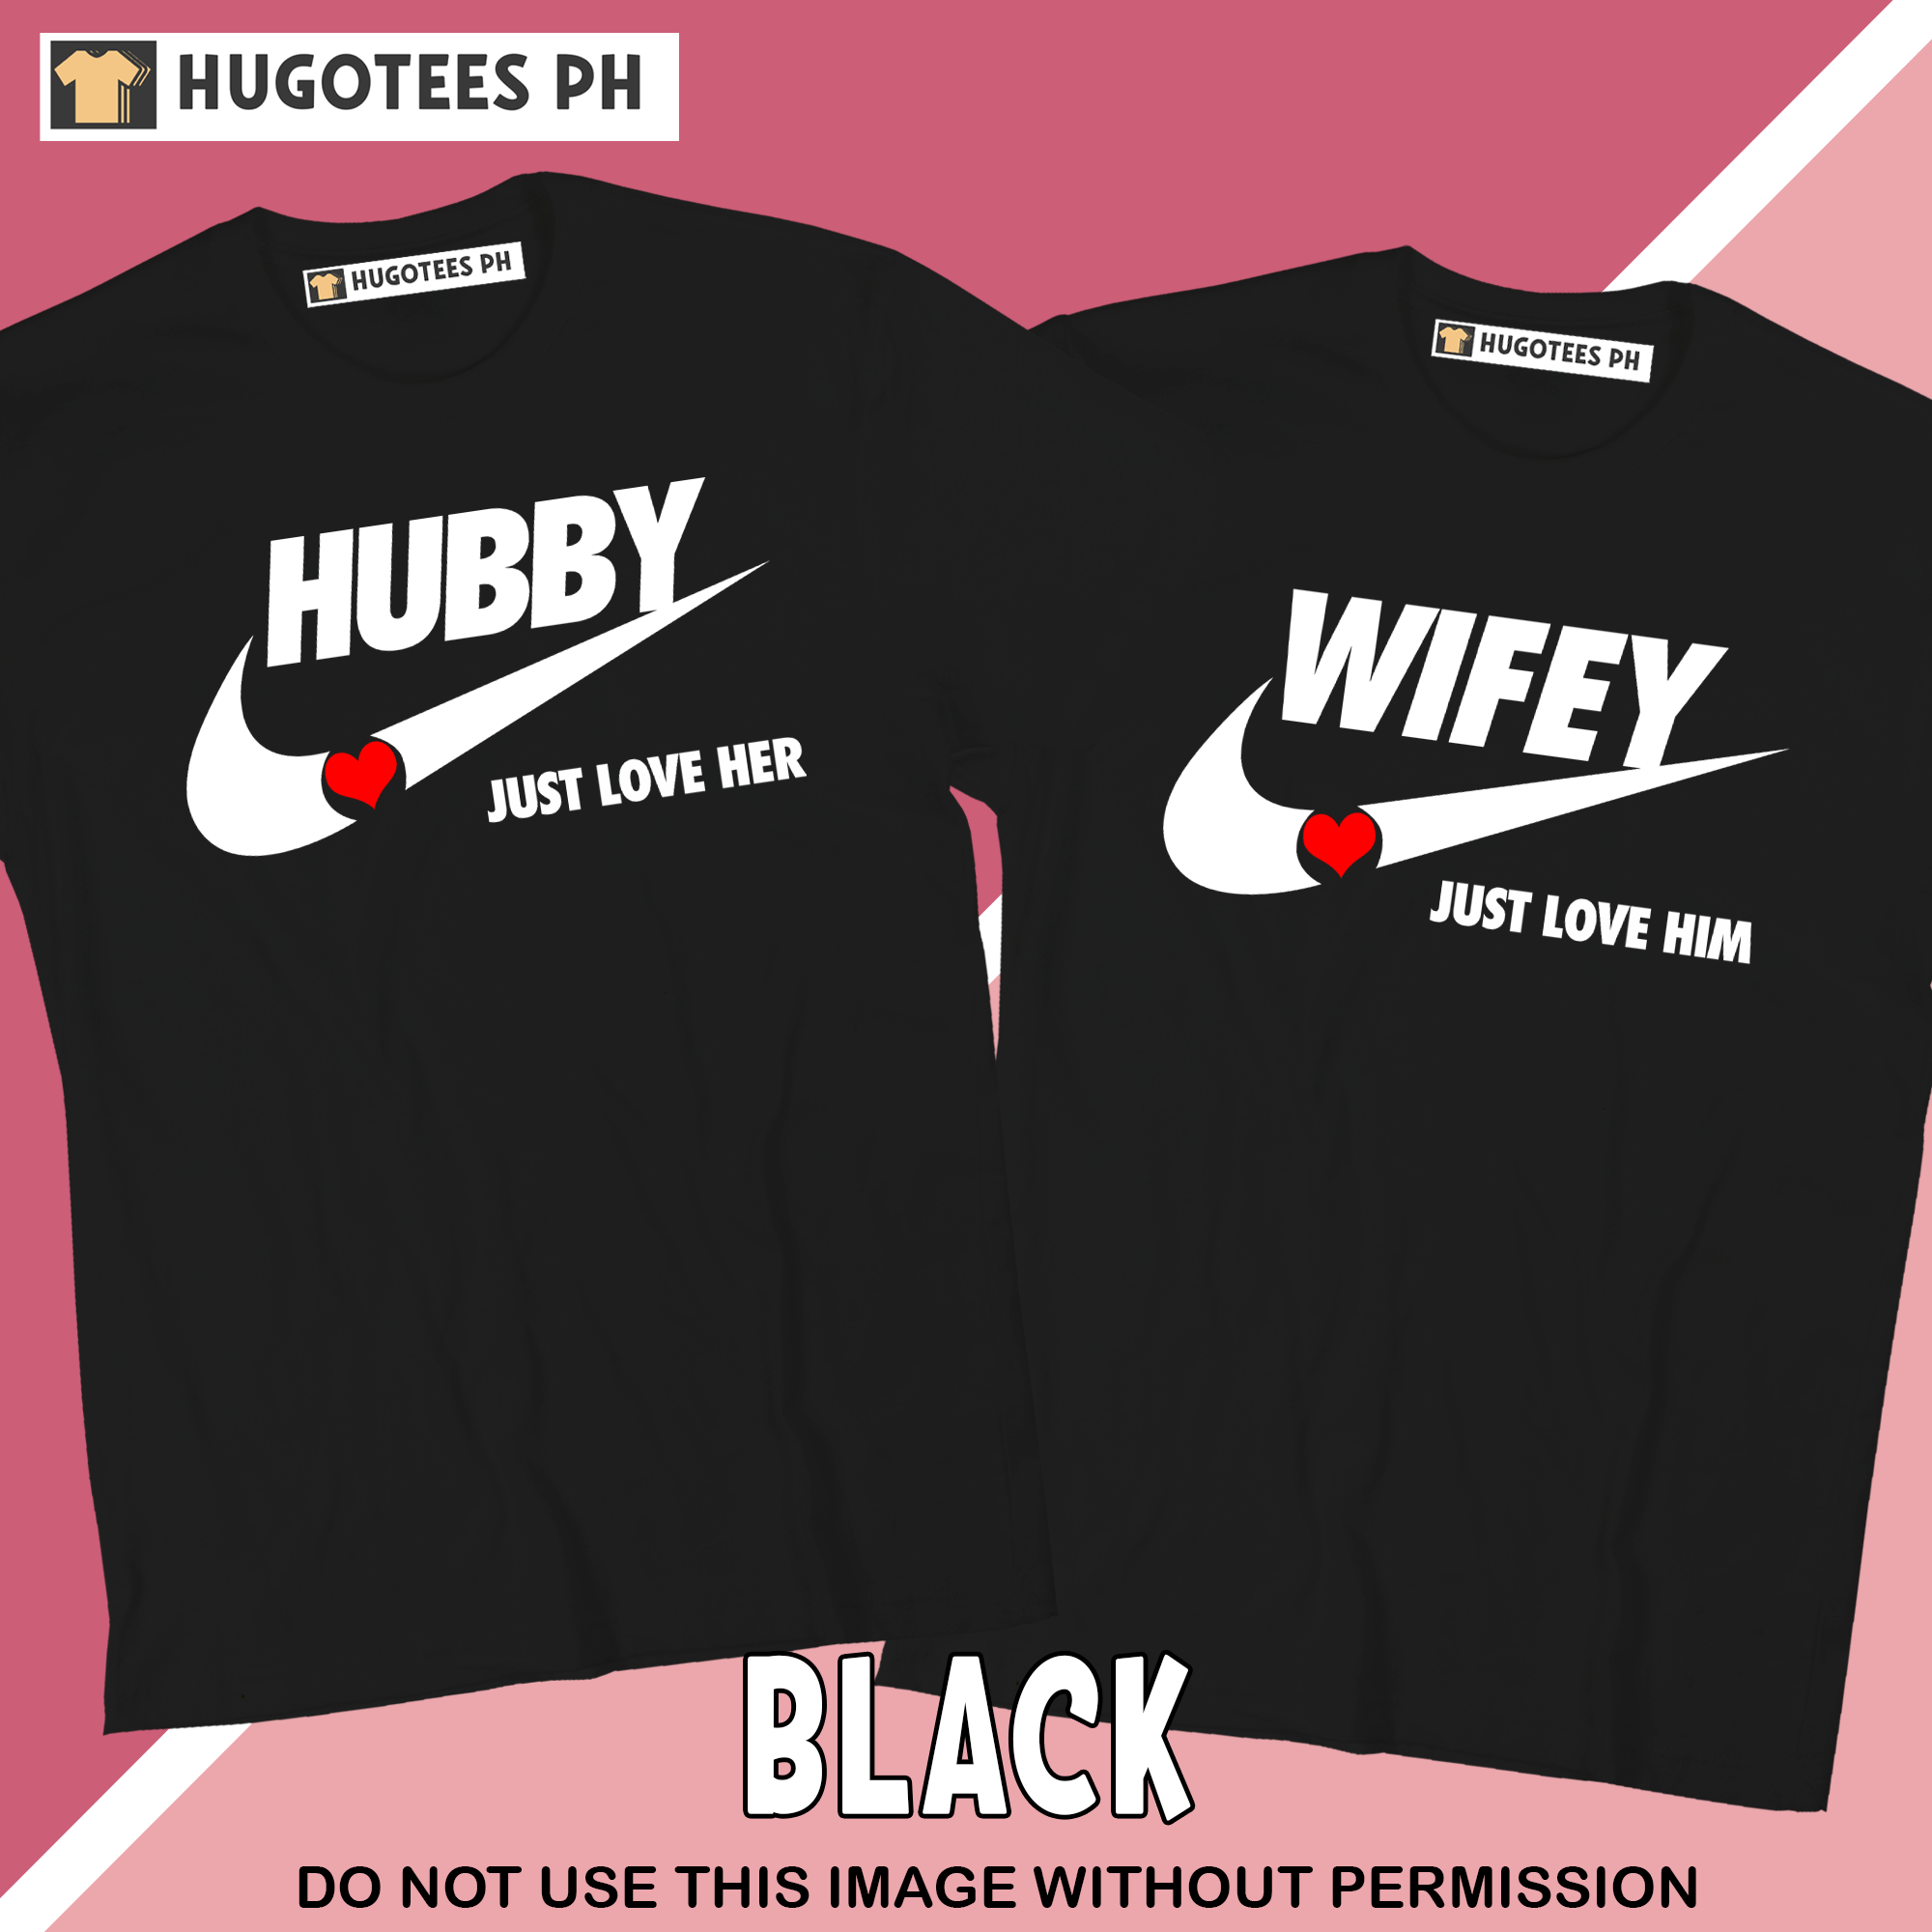 HUGOTEES PH
HUGOTEES PH
HUGOTEES PH
HUBBY
JUST LOVE HER
WIFEY
JUST LOVE HIM
BLACK
DO NOT USE THIS IMAGE WITHOUT PERMISSION